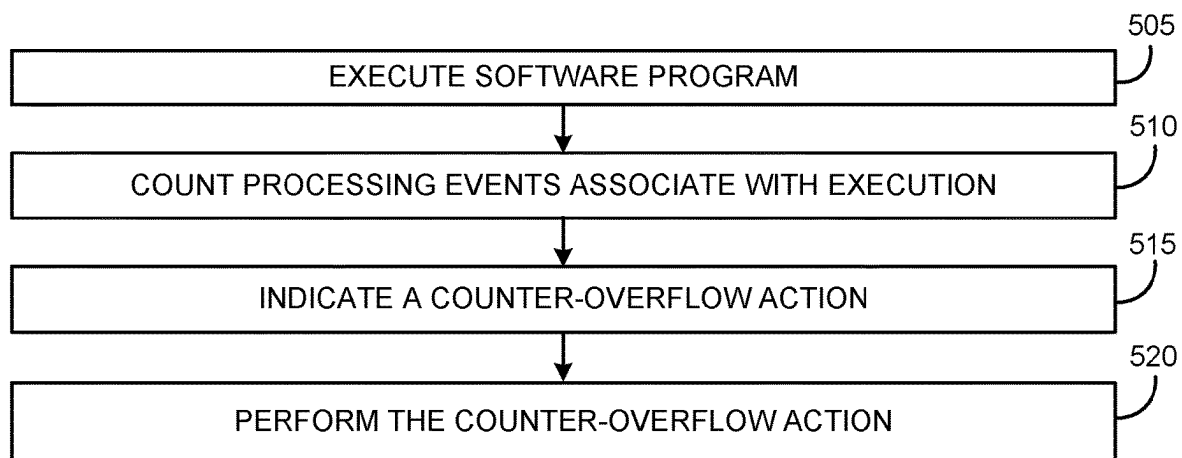 505
EXECUTE SOFTWARE PROGRAM
510
COUNT PROCESSING EVENTS ASSOCIATE WITH EXECUTION
515
INDICATE A COUNTER-OVERFLOW ACTION
520
PERFORM THE COUNTER-OVERFLOW ACTION